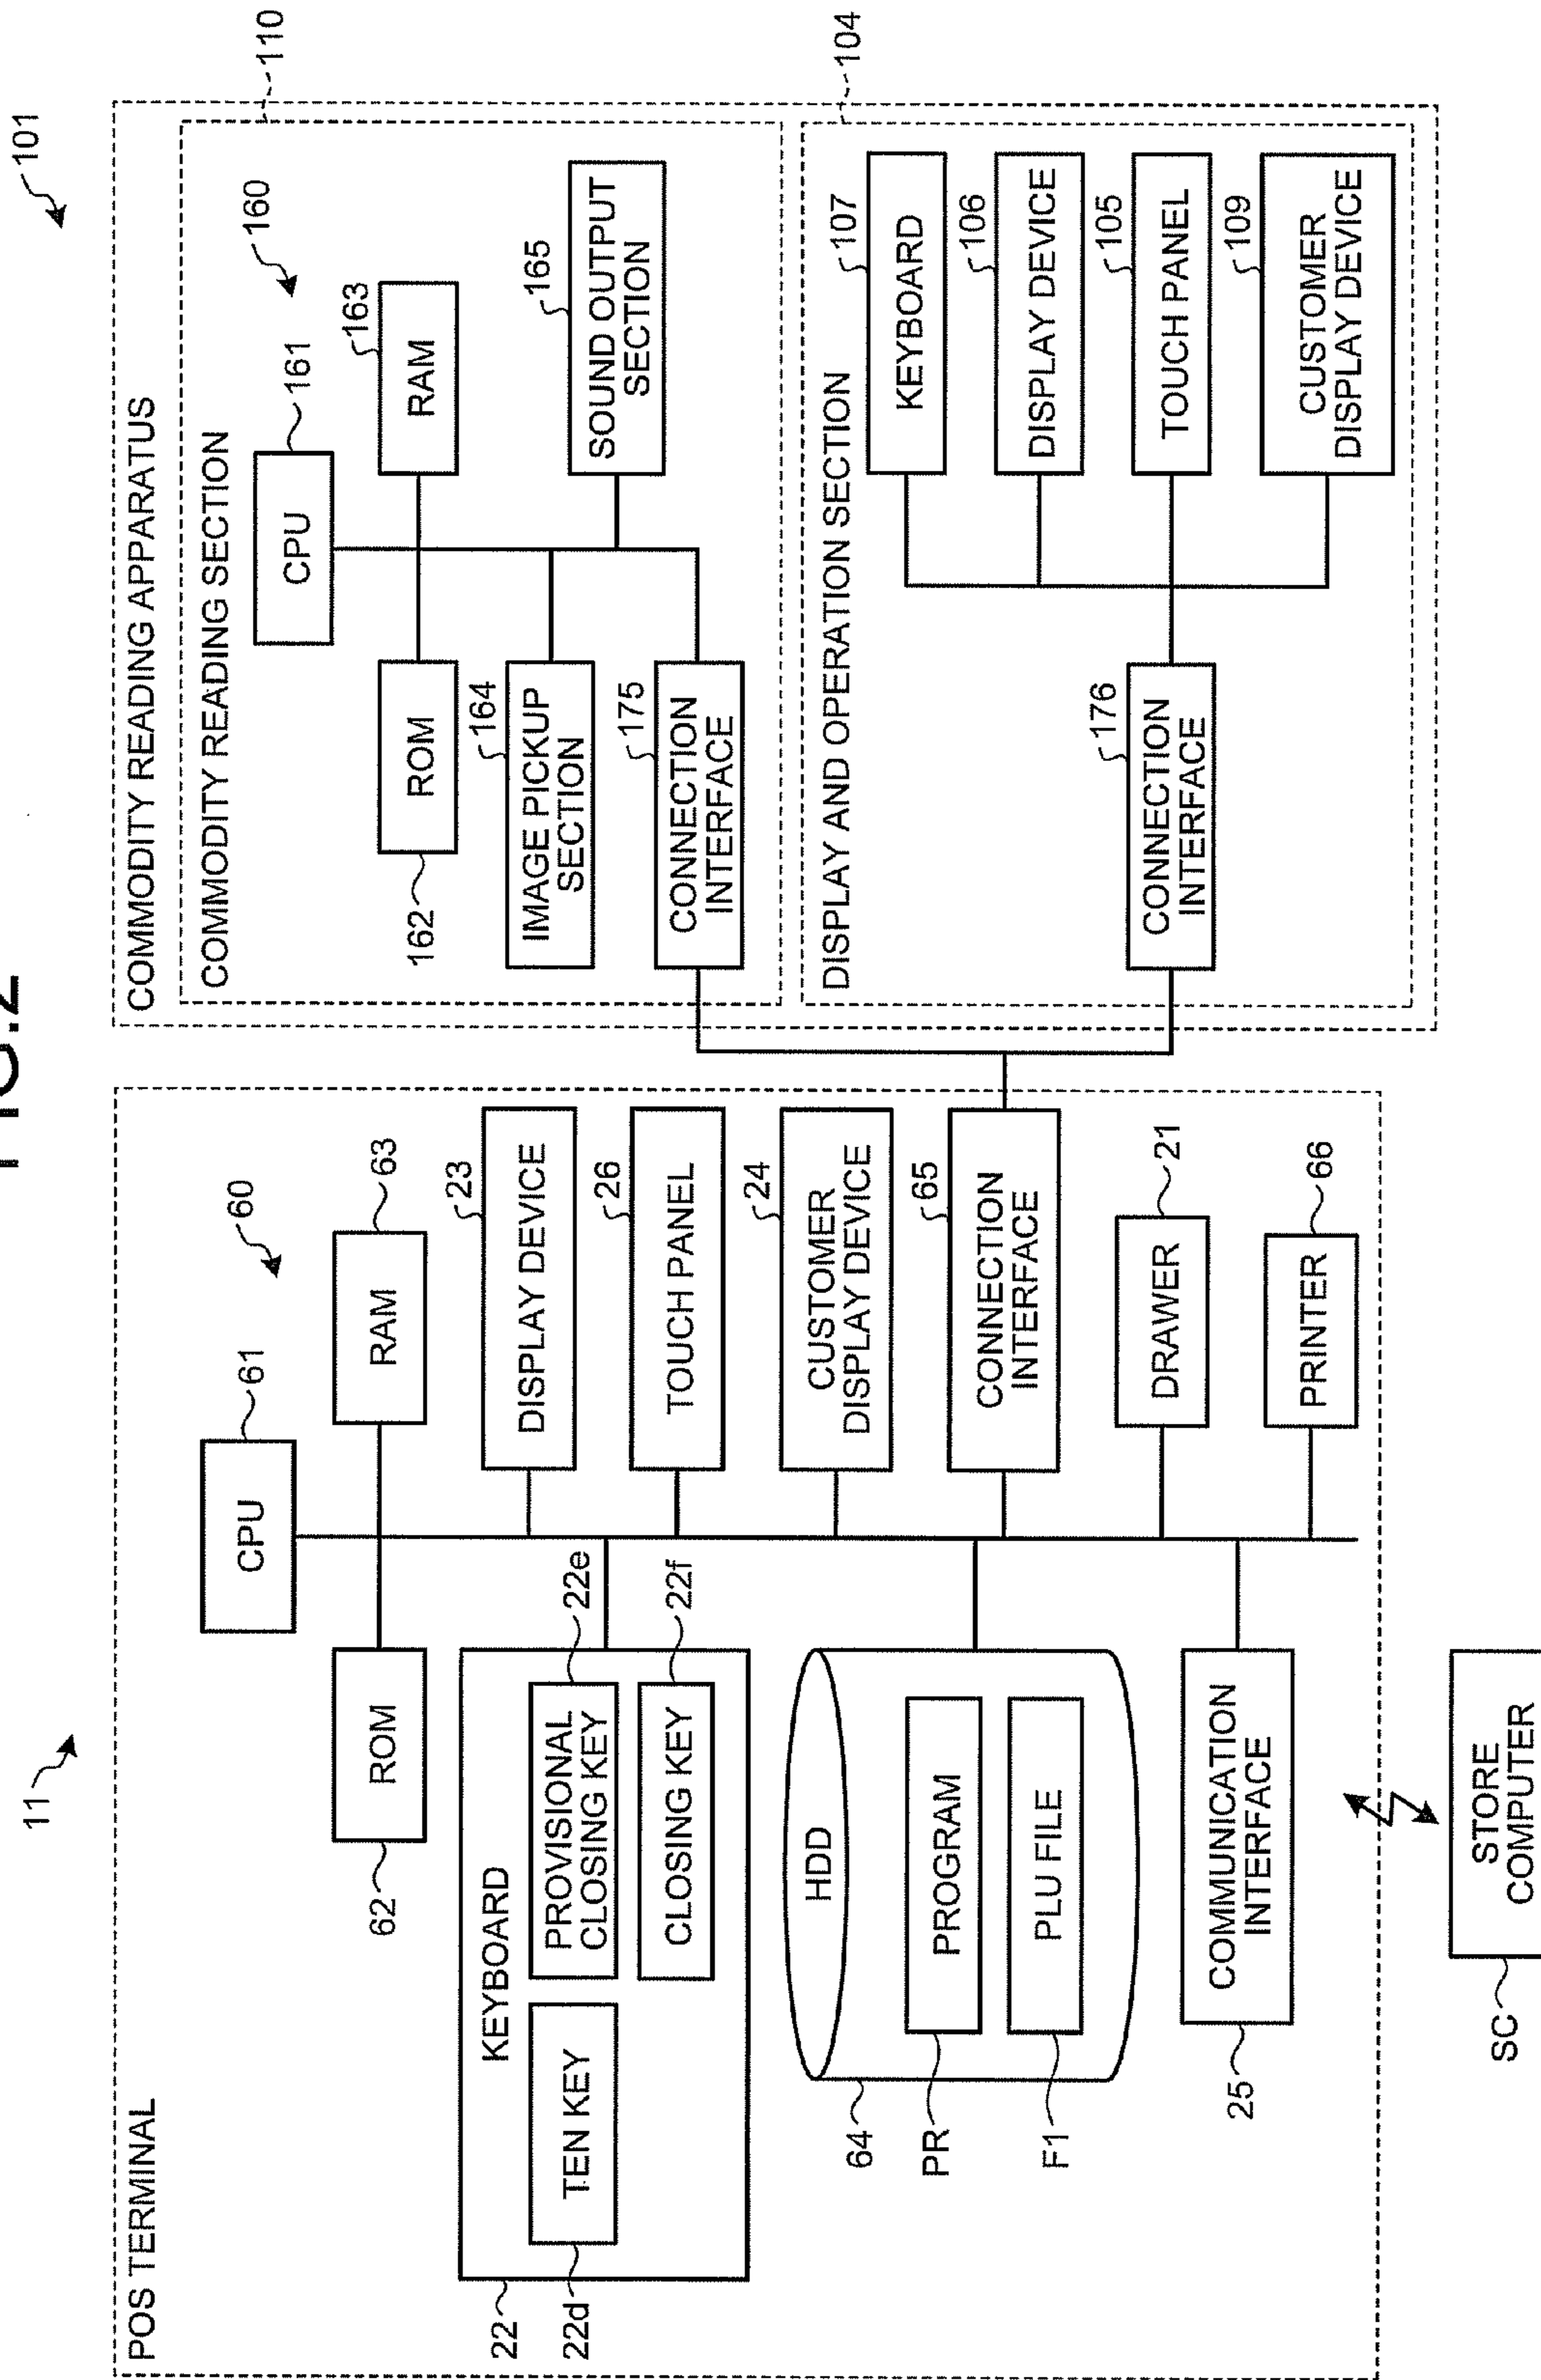 FIG.2
11
POS TERMINAL
CPU
61
60
ROM
62
RAM
63
KEYBOARD
22
TEN KEY
22d
PROVISIONAL
CLOSING KEY
22e
CLOSING KEY
22f
DISPLAY DEVICE
23
TOUCH PANEL
26
CUSTOMER
DISPLAY DEVICE
24
HDD
64
PROGRAM
PR
PLU FILE
F1
CONNECTION
INTERFACE
65
DRAWER
21
COMMUNICATION
INTERFACE
25
PRINTER
66
STORE
COMPUTER
SC
101
COMMODITY READING APPARATUS
COMMODITY READING SECTION
110
CPU
161
160
ROM
162
RAM
163
IMAGE PICKUP
SECTION
164
SOUND OUTPUT
SECTION
165
CONNECTION
INTERFACE
175
DISPLAY AND OPERATION SECTION
104
KEYBOARD
107
DISPLAY DEVICE
106
TOUCH PANEL
105
CUSTOMER
DISPLAY DEVICE
109
CONNECTION
INTERFACE
176